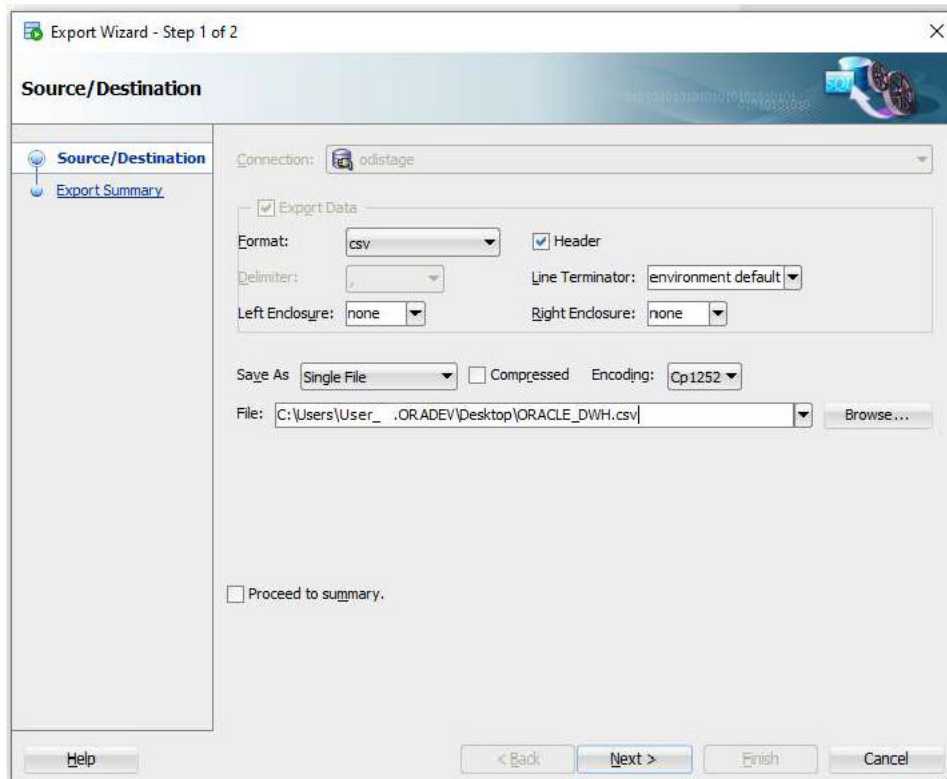 Export Wizard - Step 1 of 2
Source/Destination
Source/Destination
Export Summary
Connection: odistage
Export Data
Format: csv Header
Delimiter: , Line Terminator: environment default
Left Enclosure: none Right Enclosure: none
Save As Single File Compressed Encoding: Cp1252
File: C:\Users\User_ .ORADEV\Desktop\ORACLE_DWH.csv Browse...
Proceed to summary.
Help < Back Next > Finish Cancel